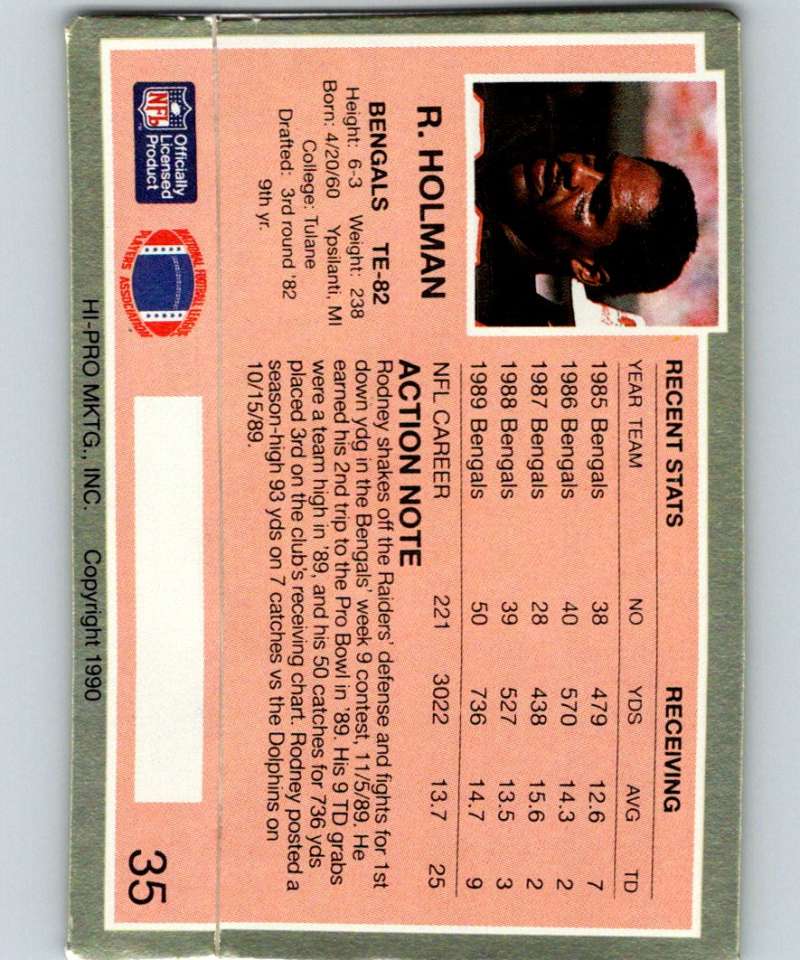 R. HOLMAN
BENGALS TE-82
Height: 6-3 Weight: 238
Born: 4/20/60 Ypsilanti, MI
College: Tulane
Drafted: 3rd round '82
9th yr.
RECENT STATS RECEIVING
YEAR TEAM NO YDS AVG TD
1985 Bengals 38 479 12.6 7
1986 Bengals 40 570 14.3 2
1987 Bengals 28 438 15.6 2
1988 Bengals 39 527 13.5 3
1989 Bengals 50 736 14.7 9
NFL CAREER 221 3022 13.7 25
ACTION NOTE
Rodney shakes off the Raiders' defense and fights for 1st
down ydg in the Bengals' week 9 contest, 11/5/89. He
earned his 2nd trip to the Pro Bowl in '89. His 9 TD grabs
were a team high in '89, and his 50 catches for 736 yds
placed 3rd on the club's receiving chart. Rodney posted a
season-high 93 yds on 7 catches vs the Dolphins on
10/15/89.
NFL
Officially
Licensed
Product
NATIONAL FOOTBALL LEAGUE
PLAYERS ASSOCIATION
35
HI-PRO MKTG., INC. Copyright 1990